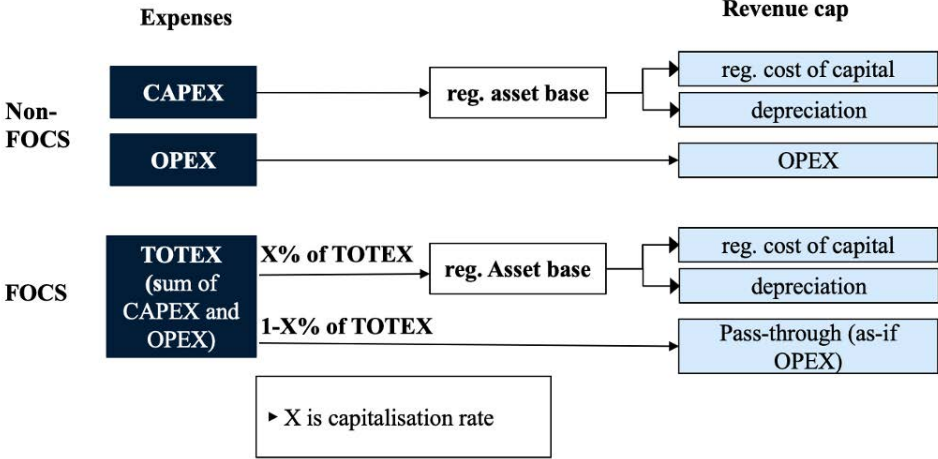 Expenses
Revenue cap
Non-
FOCS
CAPEX
reg. asset base
reg. cost of capital
depreciation
OPEX
OPEX
FOCS
TOTEX
(sum of
CAPEX and
OPEX)
X% of TOTEX
reg. Asset base
reg. cost of capital
depreciation
1-X% of TOTEX
Pass-through (as-if
OPEX)
▸ X is capitalisation rate